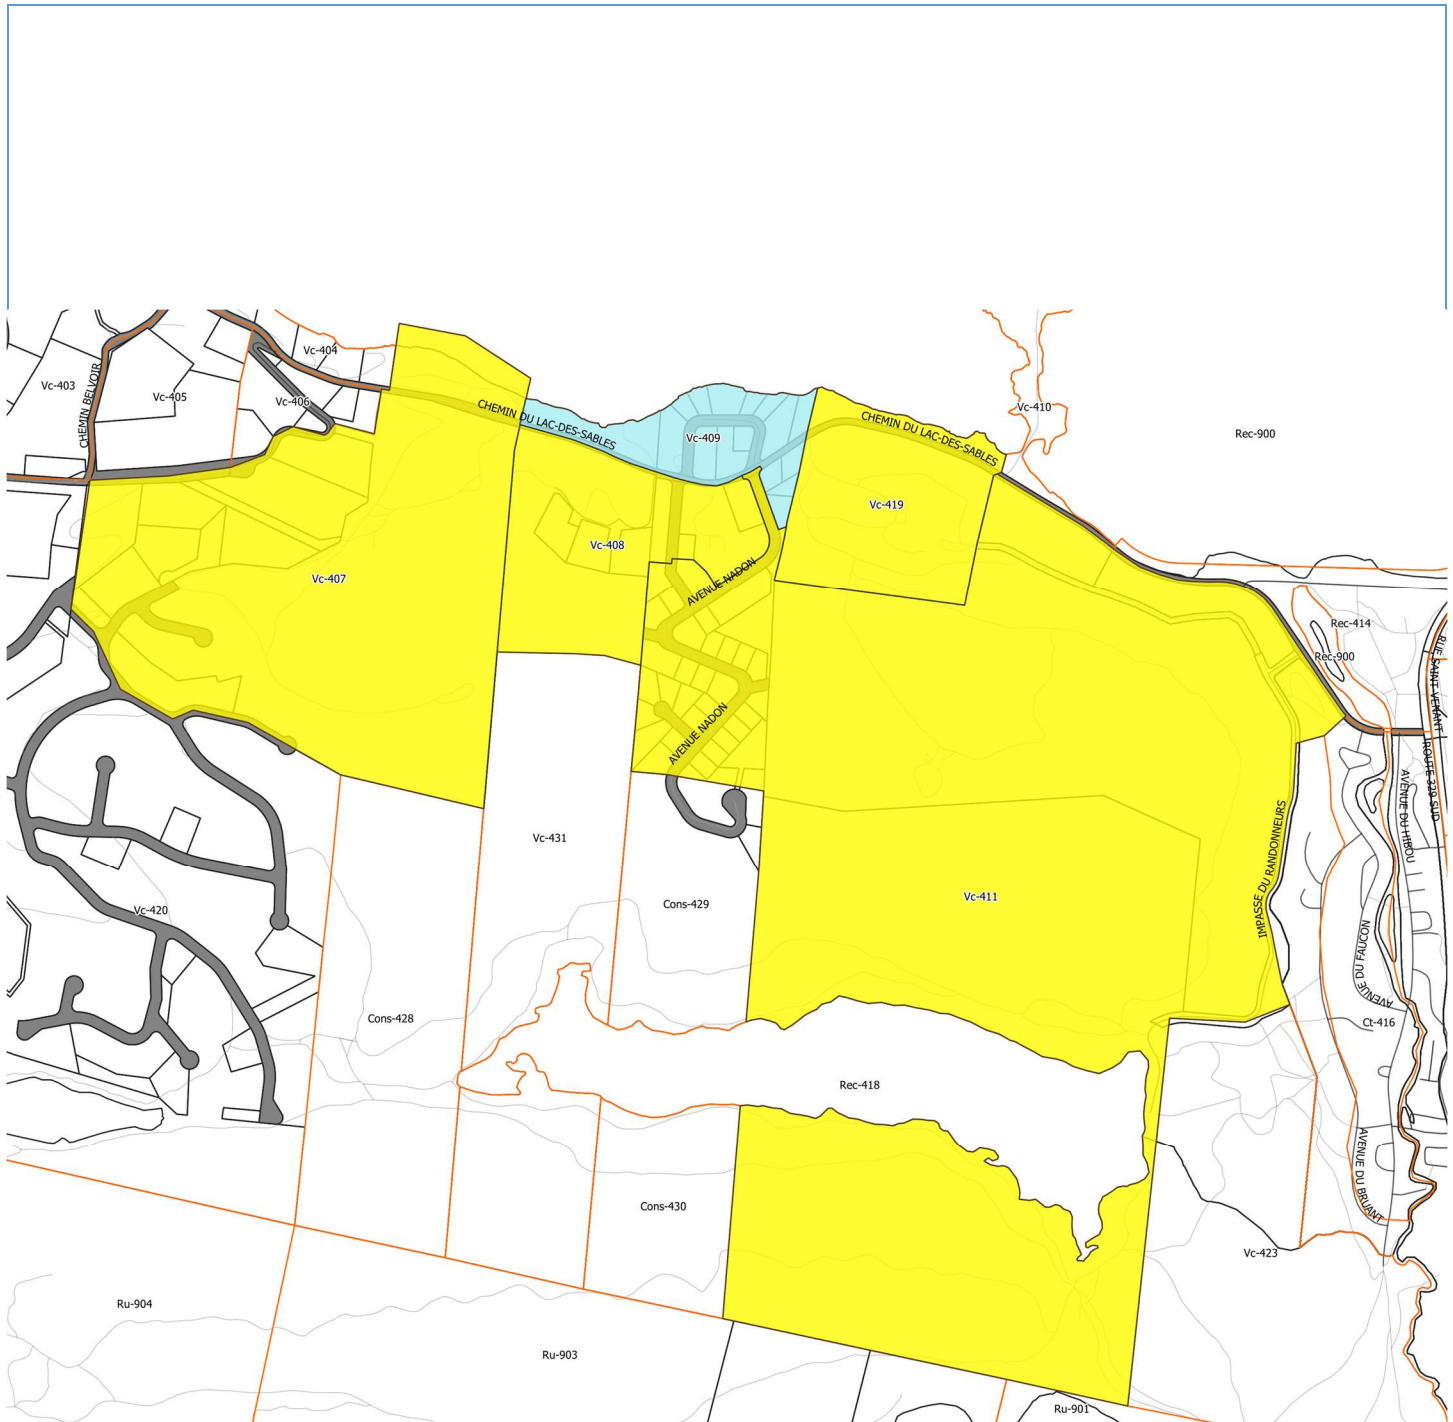 Vc-404
Vc-403
Vc-405
Vc-406
CHEMIN BELVOIR
CHEMIN DU LAC-DES-SABLES
Vc-409
CHEMIN DU LAC-DES-SABLES
Vc-410
Rec-900
Vc-419
Vc-408
Vc-407
AVENUE NADON
Rec-414
Rec-900
RUE SAINT-VENANT
AVENUE NADON
ROUTE 329 SUD
AVENUE DU HIBOU
Vc-431
IMPASSE DU RANDONNEURS
Vc-411
Cons-429
Vc-420
AVENUE DU FAUCON
Cons-428
Ct-416
Rec-418
AVENUE DU BRUANT
Cons-430
Vc-423
Ru-904
Ru-903
Ru-901